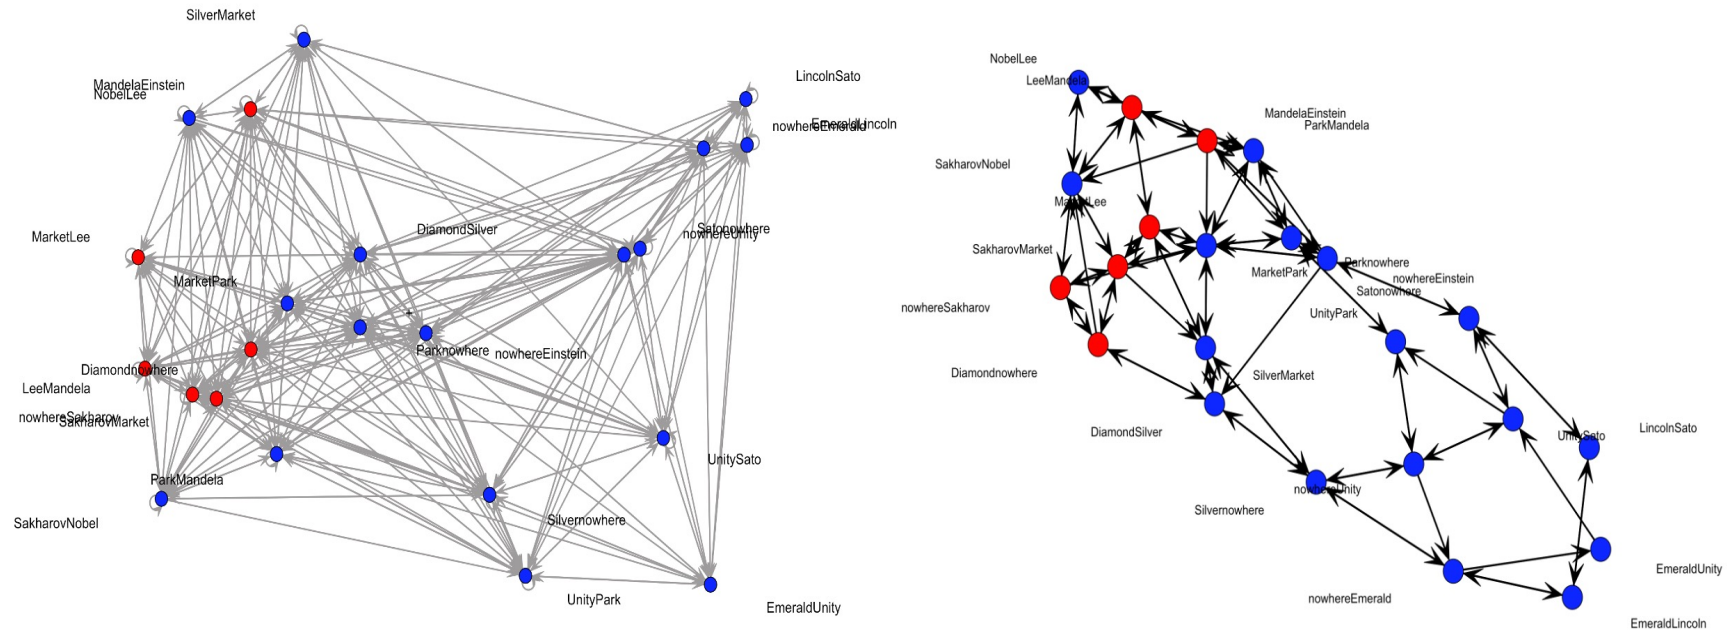 SilverMarket
MandelaEinstein
NobelLee
LincolnSato
EmeraldLincoln
nowhereEmerald
MarketLee
DiamondSilver
Satonowhere
nowhereUnity
MarketPark
Parknowhere
nowhereEinstein
Diamondnowhere
LeeMandela
nowhereSakharov
SakharovMarket
UnitySato
ParkMandela
SakharovNobel
Silvernowhere
UnityPark
EmeraldUnity
NobelLee
LeeMandela
MandelaEinstein
ParkMandela
SakharovNobel
MarketLee
SakharovMarket
Parknowhere
MarketPark
nowhereEinstein
Satonowhere
nowhereSakharov
UnityPark
Diamondnowhere
SilverMarket
DiamondSilver
LincolnSato
UnitySato
nowhereUnity
Silvernowhere
EmeraldUnity
nowhereEmerald
EmeraldLincoln